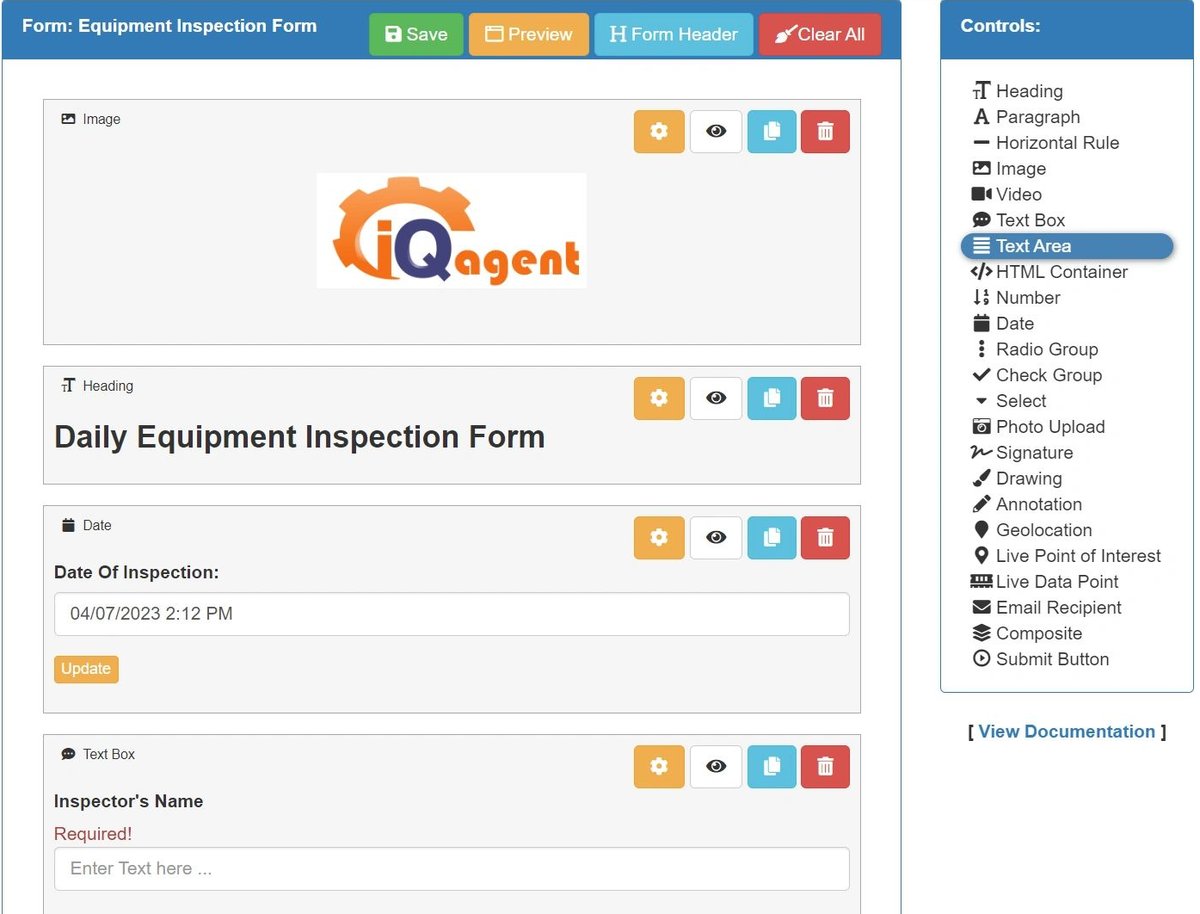 Form: Equipment Inspection Form
Save
Preview
Form Header
Clear All
Image
iQagent
Heading
Daily Equipment Inspection Form
Date
Date Of Inspection:
04/07/2023 2:12 PM
Update
Text Box
Inspector's Name
Required!
Enter Text here ...
Controls:
Heading
Paragraph
Horizontal Rule
Image
Video
Text Box
Text Area
HTML Container
Number
Date
Radio Group
Check Group
Select
Photo Upload
Signature
Drawing
Annotation
Geolocation
Live Point of Interest
Live Data Point
Email Recipient
Composite
Submit Button
[ View Documentation ]